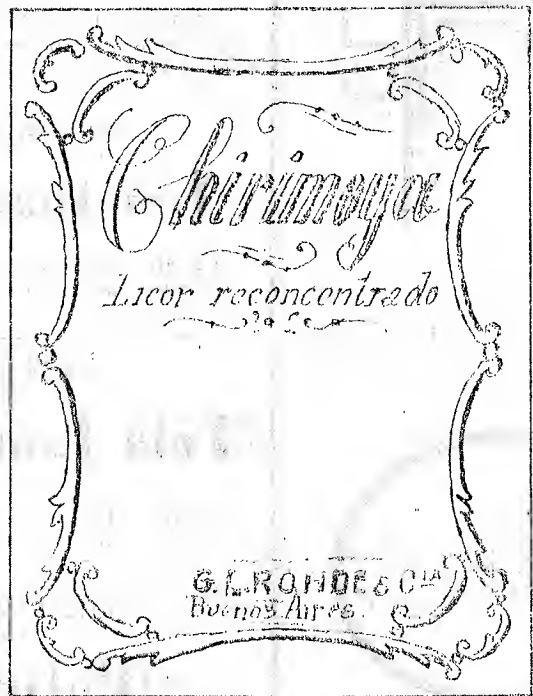 Chirimoya
Licor reconcentrado
G. L. ROHDE & Cᴵᴬ
Buenos Aires.